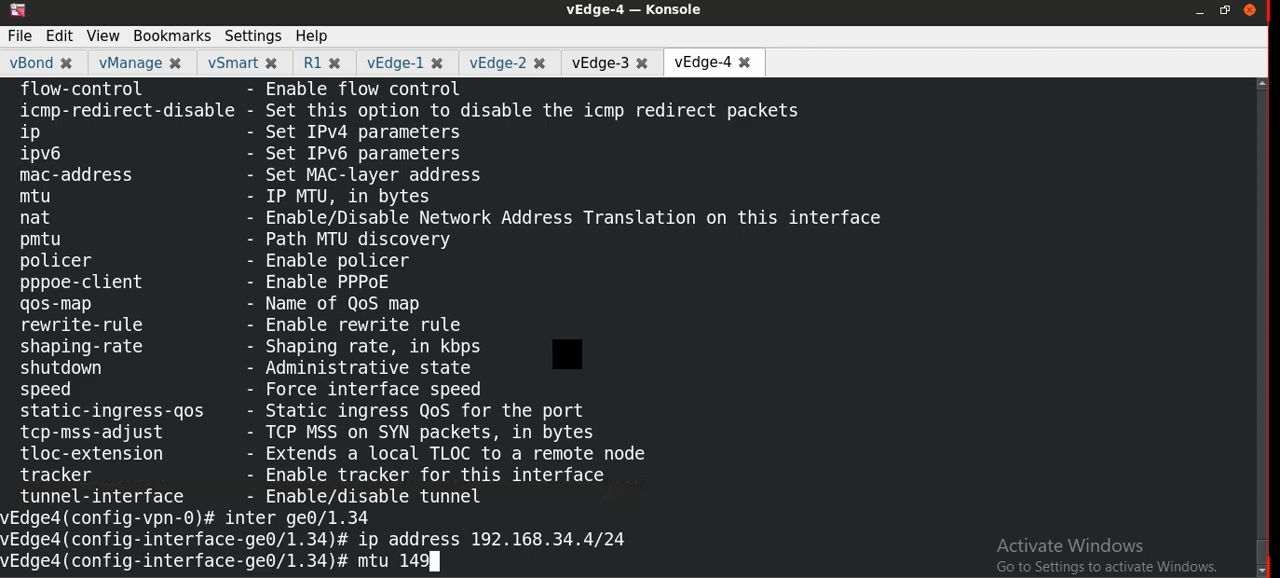 vEdge-4 — Konsole
File Edit View Bookmarks Settings Help
vBond vManage vSmart R1 vEdge-1 vEdge-2 vEdge-3 vEdge-4
flow-control - Enable flow control
icmp-redirect-disable - Set this option to disable the icmp redirect packets
ip - Set IPv4 parameters
ipv6 - Set IPv6 parameters
mac-address - Set MAC-layer address
mtu - IP MTU, in bytes
nat - Enable/Disable Network Address Translation on this interface
pmtu - Path MTU discovery
policer - Enable policer
pppoe-client - Enable PPPoE
qos-map - Name of QoS map
rewrite-rule - Enable rewrite rule
shaping-rate - Shaping rate, in kbps
shutdown - Administrative state
speed - Force interface speed
static-ingress-qos - Static ingress QoS for the port
tcp-mss-adjust - TCP MSS on SYN packets, in bytes
tloc-extension - Extends a local TLOC to a remote node
tracker - Enable tracker for this interface
tunnel-interface - Enable/disable tunnel
vEdge4(config-vpn-0)# inter ge0/1.34
vEdge4(config-interface-ge0/1.34)# ip address 192.168.34.4/24
vEdge4(config-interface-ge0/1.34)# mtu 149
Activate Windows
Go to Settings to activate Windows.